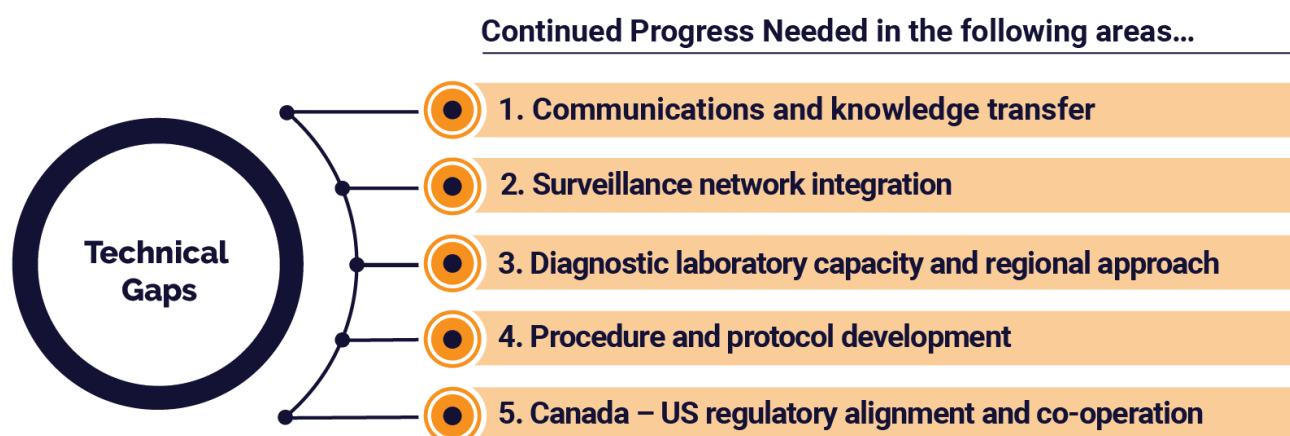 Continued Progress Needed in the following areas...
Technical
Gaps
1. Communications and knowledge transfer
2. Surveillance network integration
3. Diagnostic laboratory capacity and regional approach
4. Procedure and protocol development
5. Canada – US regulatory alignment and co-operation